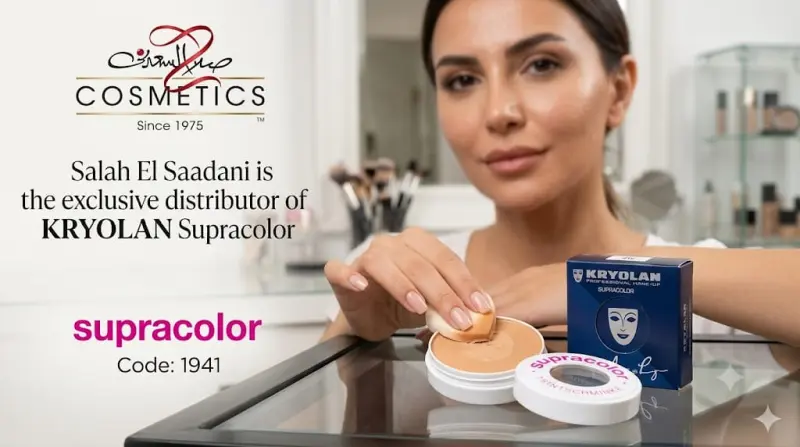 صلاح السعدني
COSMETICS
TM
Since 1975
Salah El Saadani is
the exclusive distributor of
KRYOLAN Supracolor
supracolor
Code: 1941
KRYOLAN
PROFESSIONAL MAKE-UP
SUPRACOLOR
supracolor